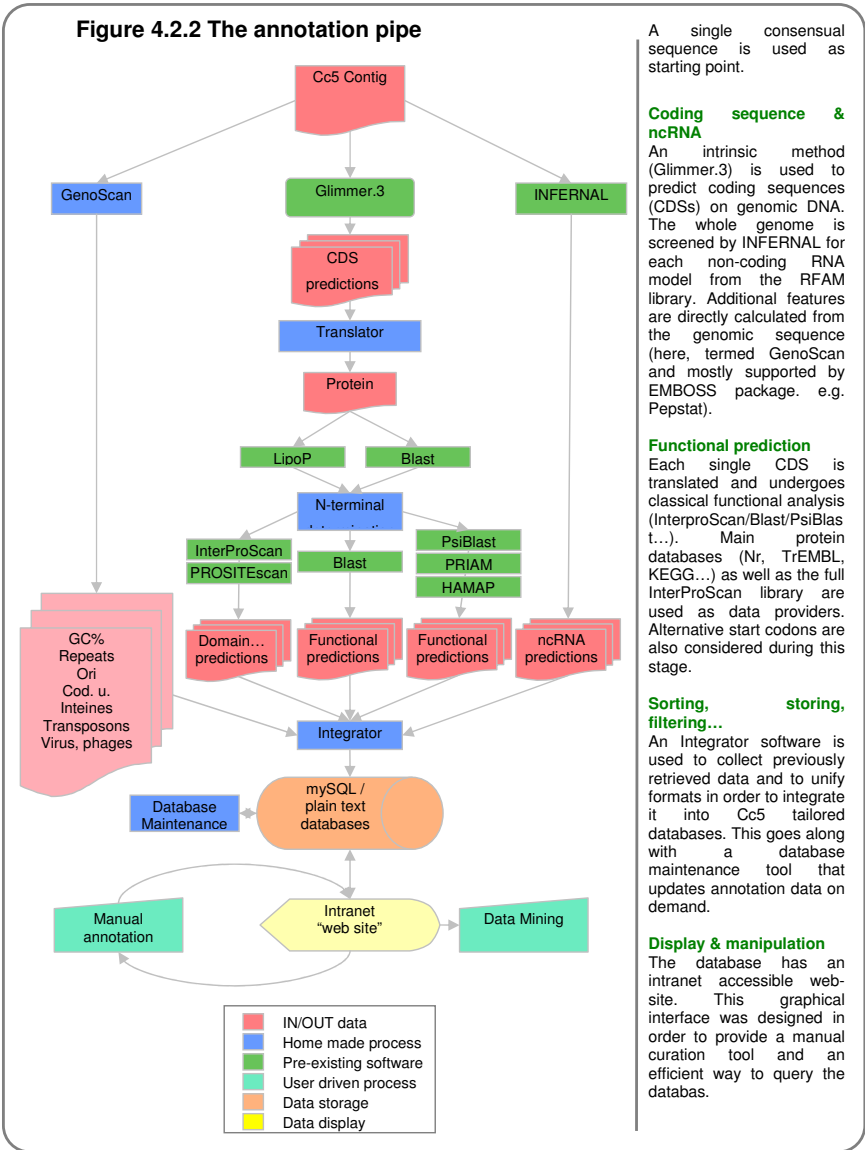 Figure 4.2.2 The annotation pipe
Cc5 Contig
GenoScan
Glimmer.3
INFERNAL
CDS
predictions
Translator
Protein
LipoP
Blast
N-terminal
InterProScan
PROSITEscan
Blast
PsiBlast
PRIAM
HAMAP
GC%
Repeats
Ori
Cod. u.
Inteines
Transposons
Virus, phages
Domain…
predictions
Functional
predictions
Functional
predictions
ncRNA
predictions
Integrator
Database
Maintenance
mySQL /
plain text
databases
Manual
annotation
Intranet
“web site”
Data Mining
IN/OUT data
Home made process
Pre-existing software
User driven process
Data storage
Data display
A single consensual
sequence is used as
starting point.
Coding sequence &
ncRNA
An intrinsic method
(Glimmer.3) is used to
predict coding sequences
(CDSs) on genomic DNA.
The whole genome is
screened by INFERNAL for
each non-coding RNA
model from the RFAM
library. Additional features
are directly calculated from
the genomic sequence
(here, termed GenoScan
and mostly supported by
EMBOSS package. e.g.
Pepstat).
Functional prediction
Each single CDS is
translated and undergoes
classical functional analysis
(InterproScan/Blast/PsiBlas
t…). Main protein
databases (Nr, TrEMBL,
KEGG…) as well as the full
InterProScan library are
used as data providers.
Alternative start codons are
also considered during this
stage.
Sorting, storing,
filtering…
An Integrator software is
used to collect previously
retrieved data and to unify
formats in order to integrate
it into Cc5 tailored
databases. This goes along
with a database
maintenance tool that
updates annotation data on
demand.
Display & manipulation
The database has an
intranet accessible web-
site. This graphical
interface was designed in
order to provide a manual
curation tool and an
efficient way to query the
databas.